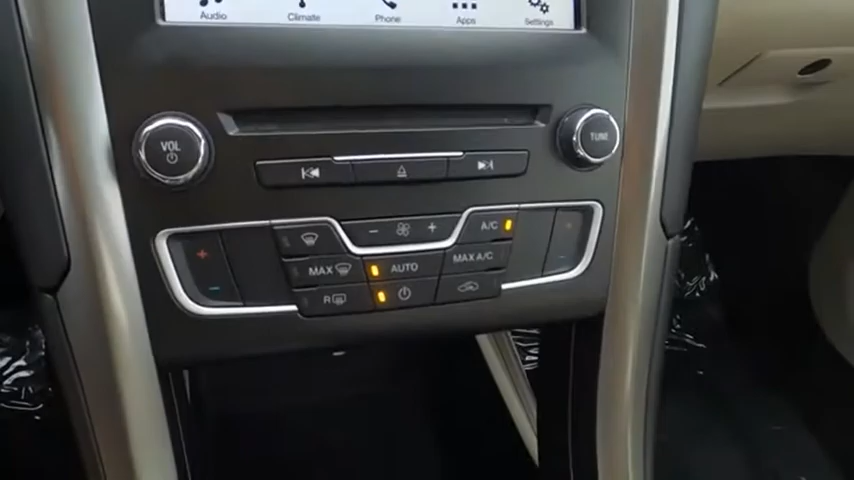 Audio Climate Phone Apps Settings
VOL TUNE
- + A/C
MAX AUTO MAX A/C
R